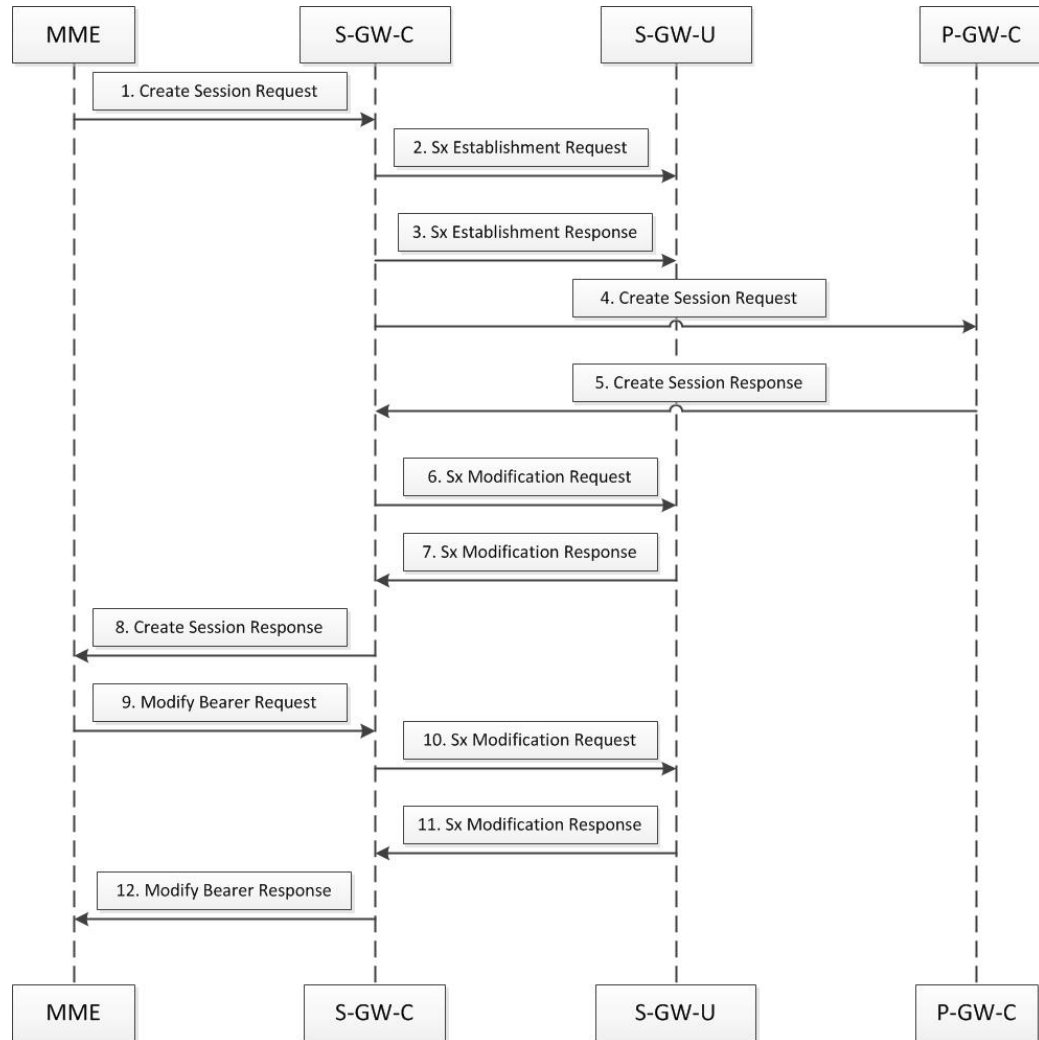 MME
S-GW-C
S-GW-U
P-GW-C
1. Create Session Request
2. Sx Establishment Request
3. Sx Establishment Response
4. Create Session Request
5. Create Session Response
6. Sx Modification Request
7. Sx Modification Response
8. Create Session Response
9. Modify Bearer Request
10. Sx Modification Request
11. Sx Modification Response
12. Modify Bearer Response
MME
S-GW-C
S-GW-U
P-GW-C